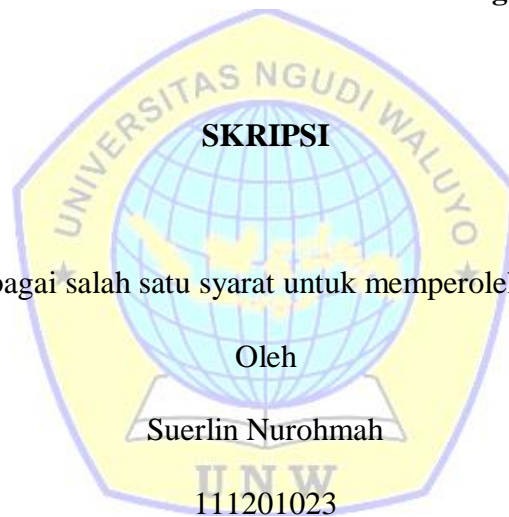 UNIVERSITAS NGUDI WALUYO
SKRIPSI
bagai salah satu syarat untuk memperoleh
Oleh
Suerlin Nurohmah
U N W
111201023